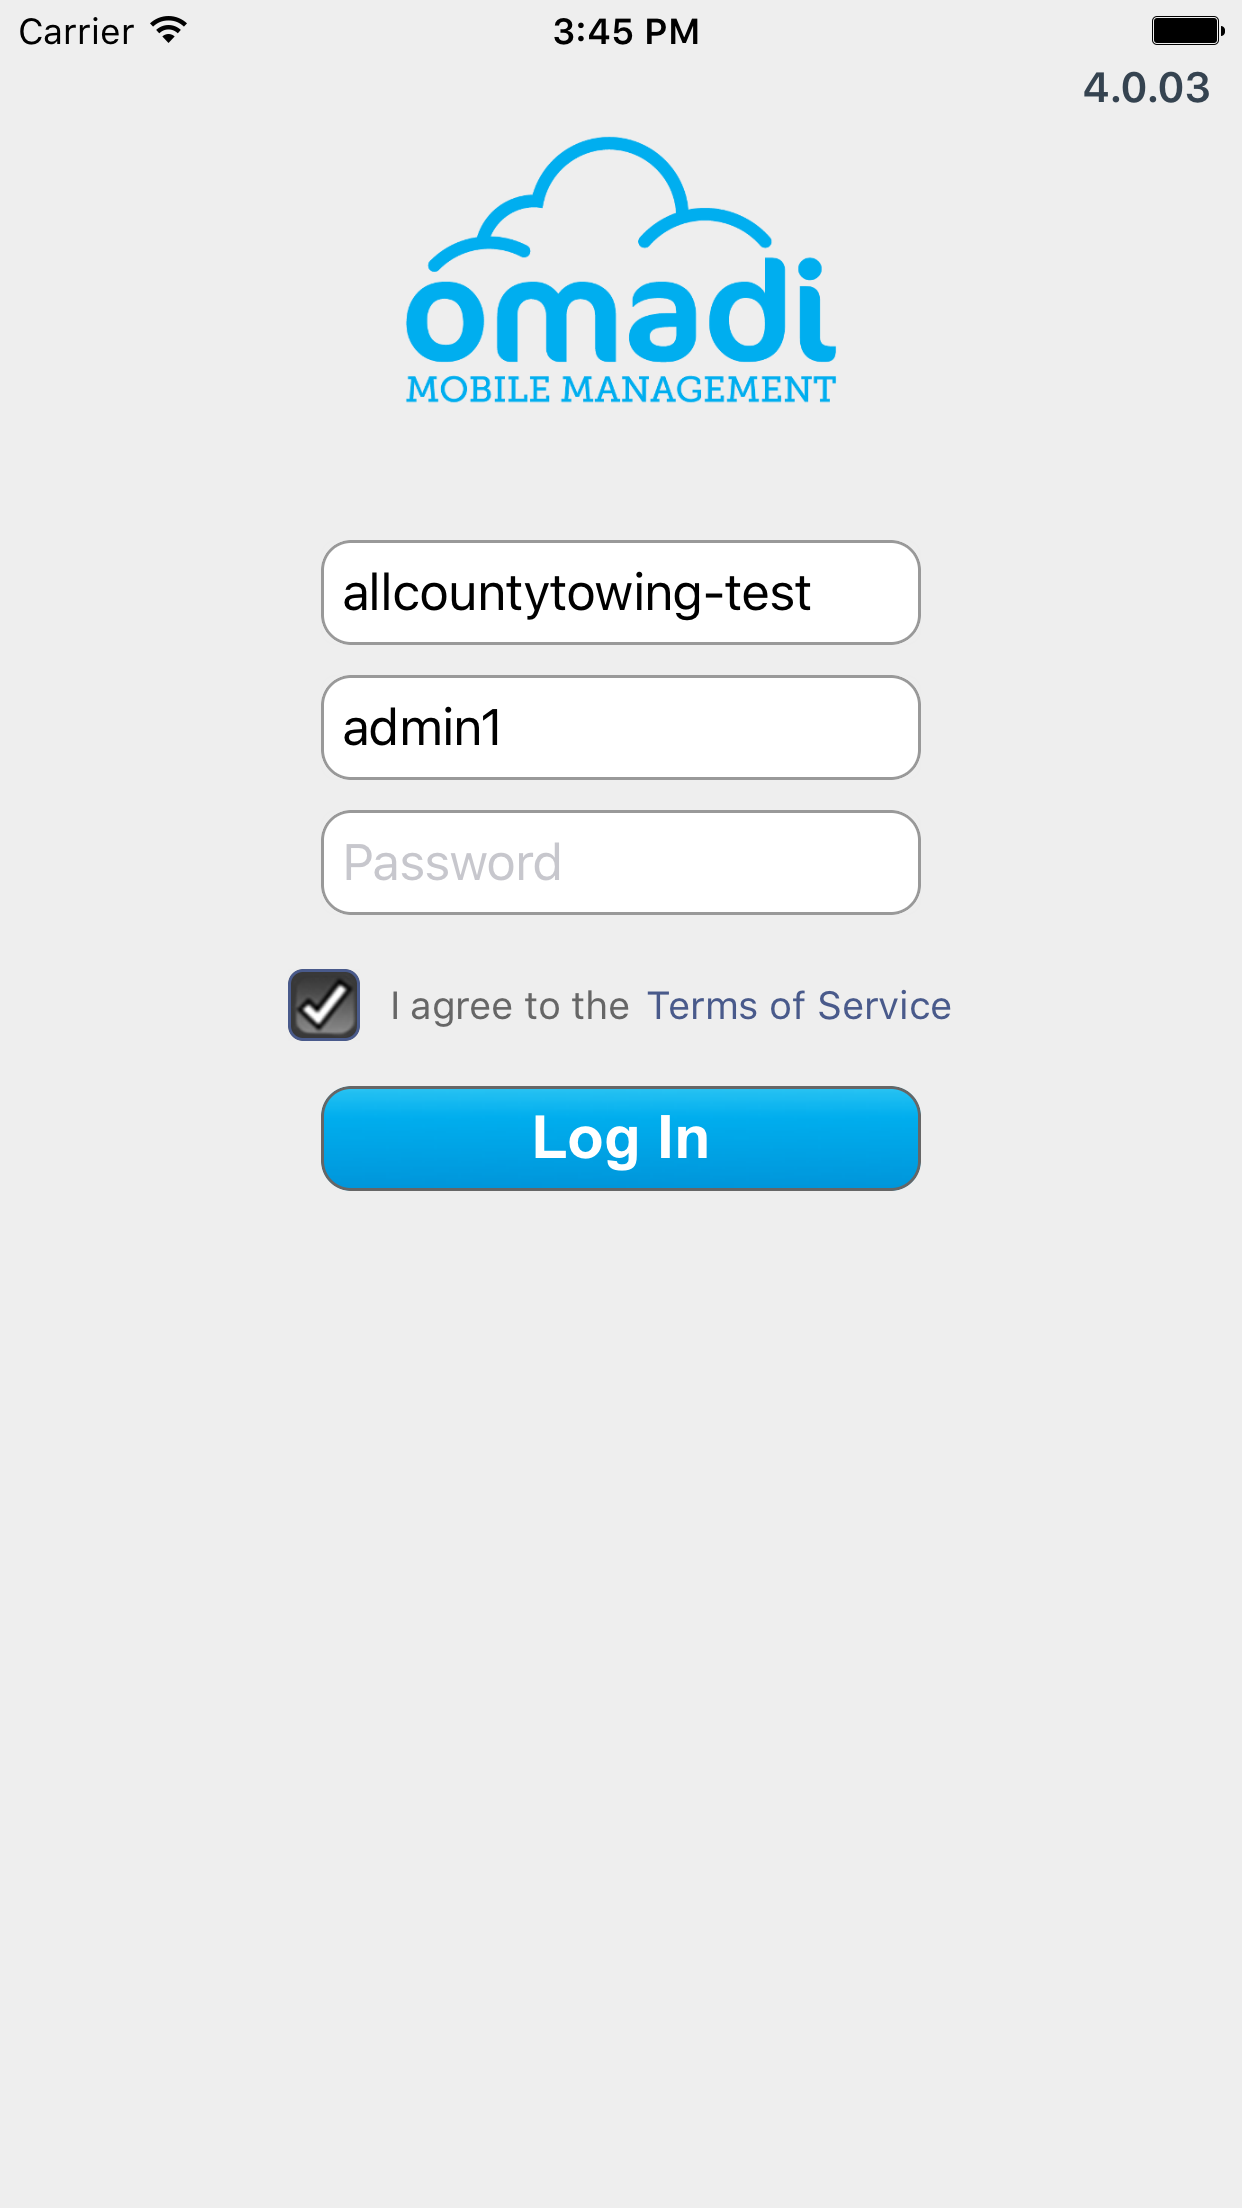 Carrier 3:45 PM
4.0.03
omadi
MOBILE MANAGEMENT
allcountytowing-test
admin1
Password
I agree to the Terms of Service
Log In